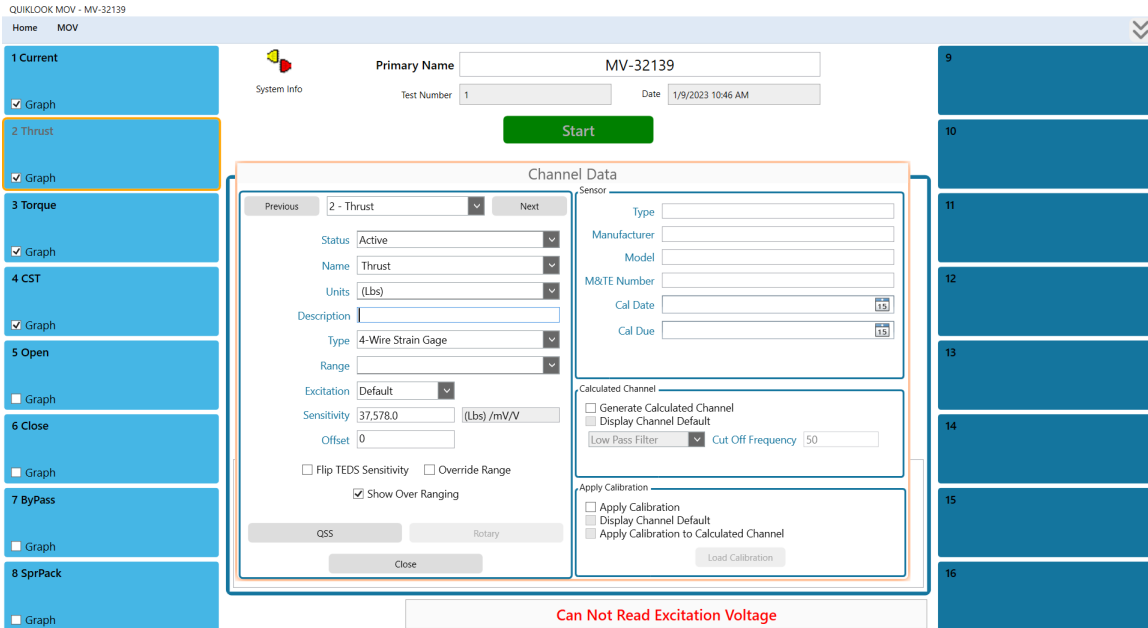 QUIKLOOK MOV - MV-32139
Home MOV
1 Current
Graph
2 Thrust
Graph
3 Torque
Graph
4 CST
Graph
5 Open
Graph
6 Close
Graph
7 ByPass
Graph
8 SprPack
Graph
System Info
Primary Name MV-32139
Test Number 1 Date 1/9/2023 10:46 AM
Start
Channel Data
Previous 2 - Thrust Next
Status Active
Name Thrust
Units (Lbs)
Description
Type 4-Wire Strain Gage
Range
Excitation Default
Sensitivity 37,578.0 (Lbs) /mV/V
Offset 0
Flip TEDS Sensitivity Override Range
Show Over Ranging
QSS Rotary
Close
Sensor
Type
Manufacturer
Model
M&TE Number
Cal Date 15
Cal Due 15
Calculated Channel
Generate Calculated Channel
Display Channel Default
Low Pass Filter Cut Off Frequency 50
Apply Calibration
Apply Calibration
Display Channel Default
Apply Calibration to Calculated Channel
Load Calibration
Can Not Read Excitation Voltage
9
10
11
12
13
14
15
16